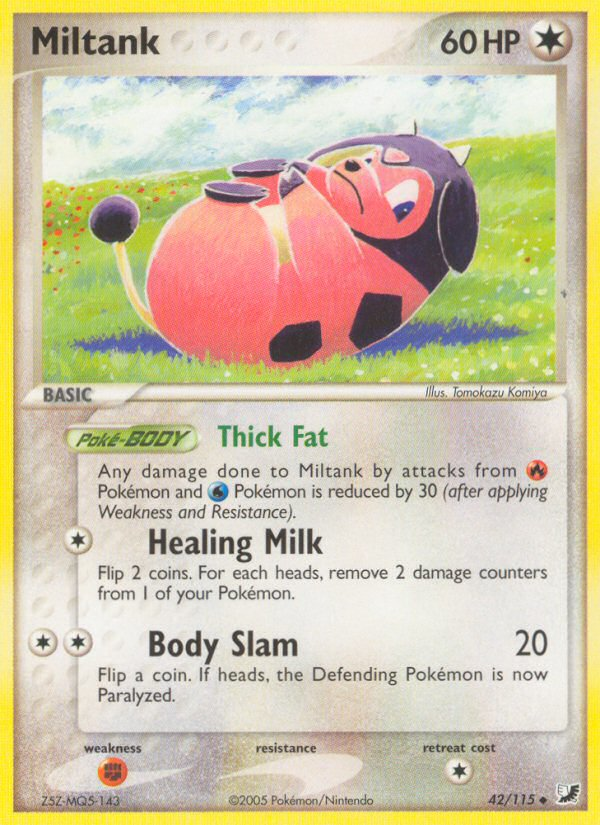 Miltank 60 HP
BASIC Illus. Tomokazu Komiya
Poké-BODY Thick Fat
Any damage done to Miltank by attacks from
Pokémon and Pokémon is reduced by 30 (after applying
Weakness and Resistance).
Healing Milk
Flip 2 coins. For each heads, remove 2 damage counters
from 1 of your Pokémon.
Body Slam 20
Flip a coin. If heads, the Defending Pokémon is now
Paralyzed.
weakness resistance retreat cost
Z5Z-MQ5-143 ©2005 Pokémon/Nintendo 42/115